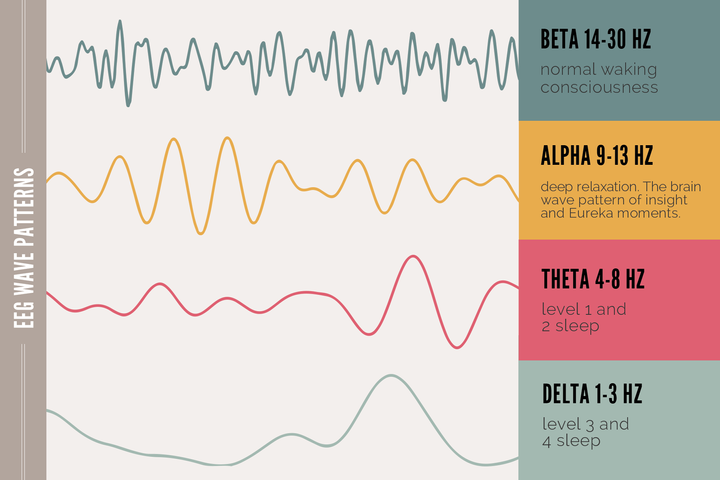 EEG WAVE PATTERNS
BETA 14-30 HZ
normal waking
consciousness
ALPHA 9-13 HZ
deep relaxation. The brain
wave pattern of insight
and Eureka moments.
THETA 4-8 HZ
level 1 and
2 sleep
DELTA 1-3 HZ
level 3 and
4 sleep